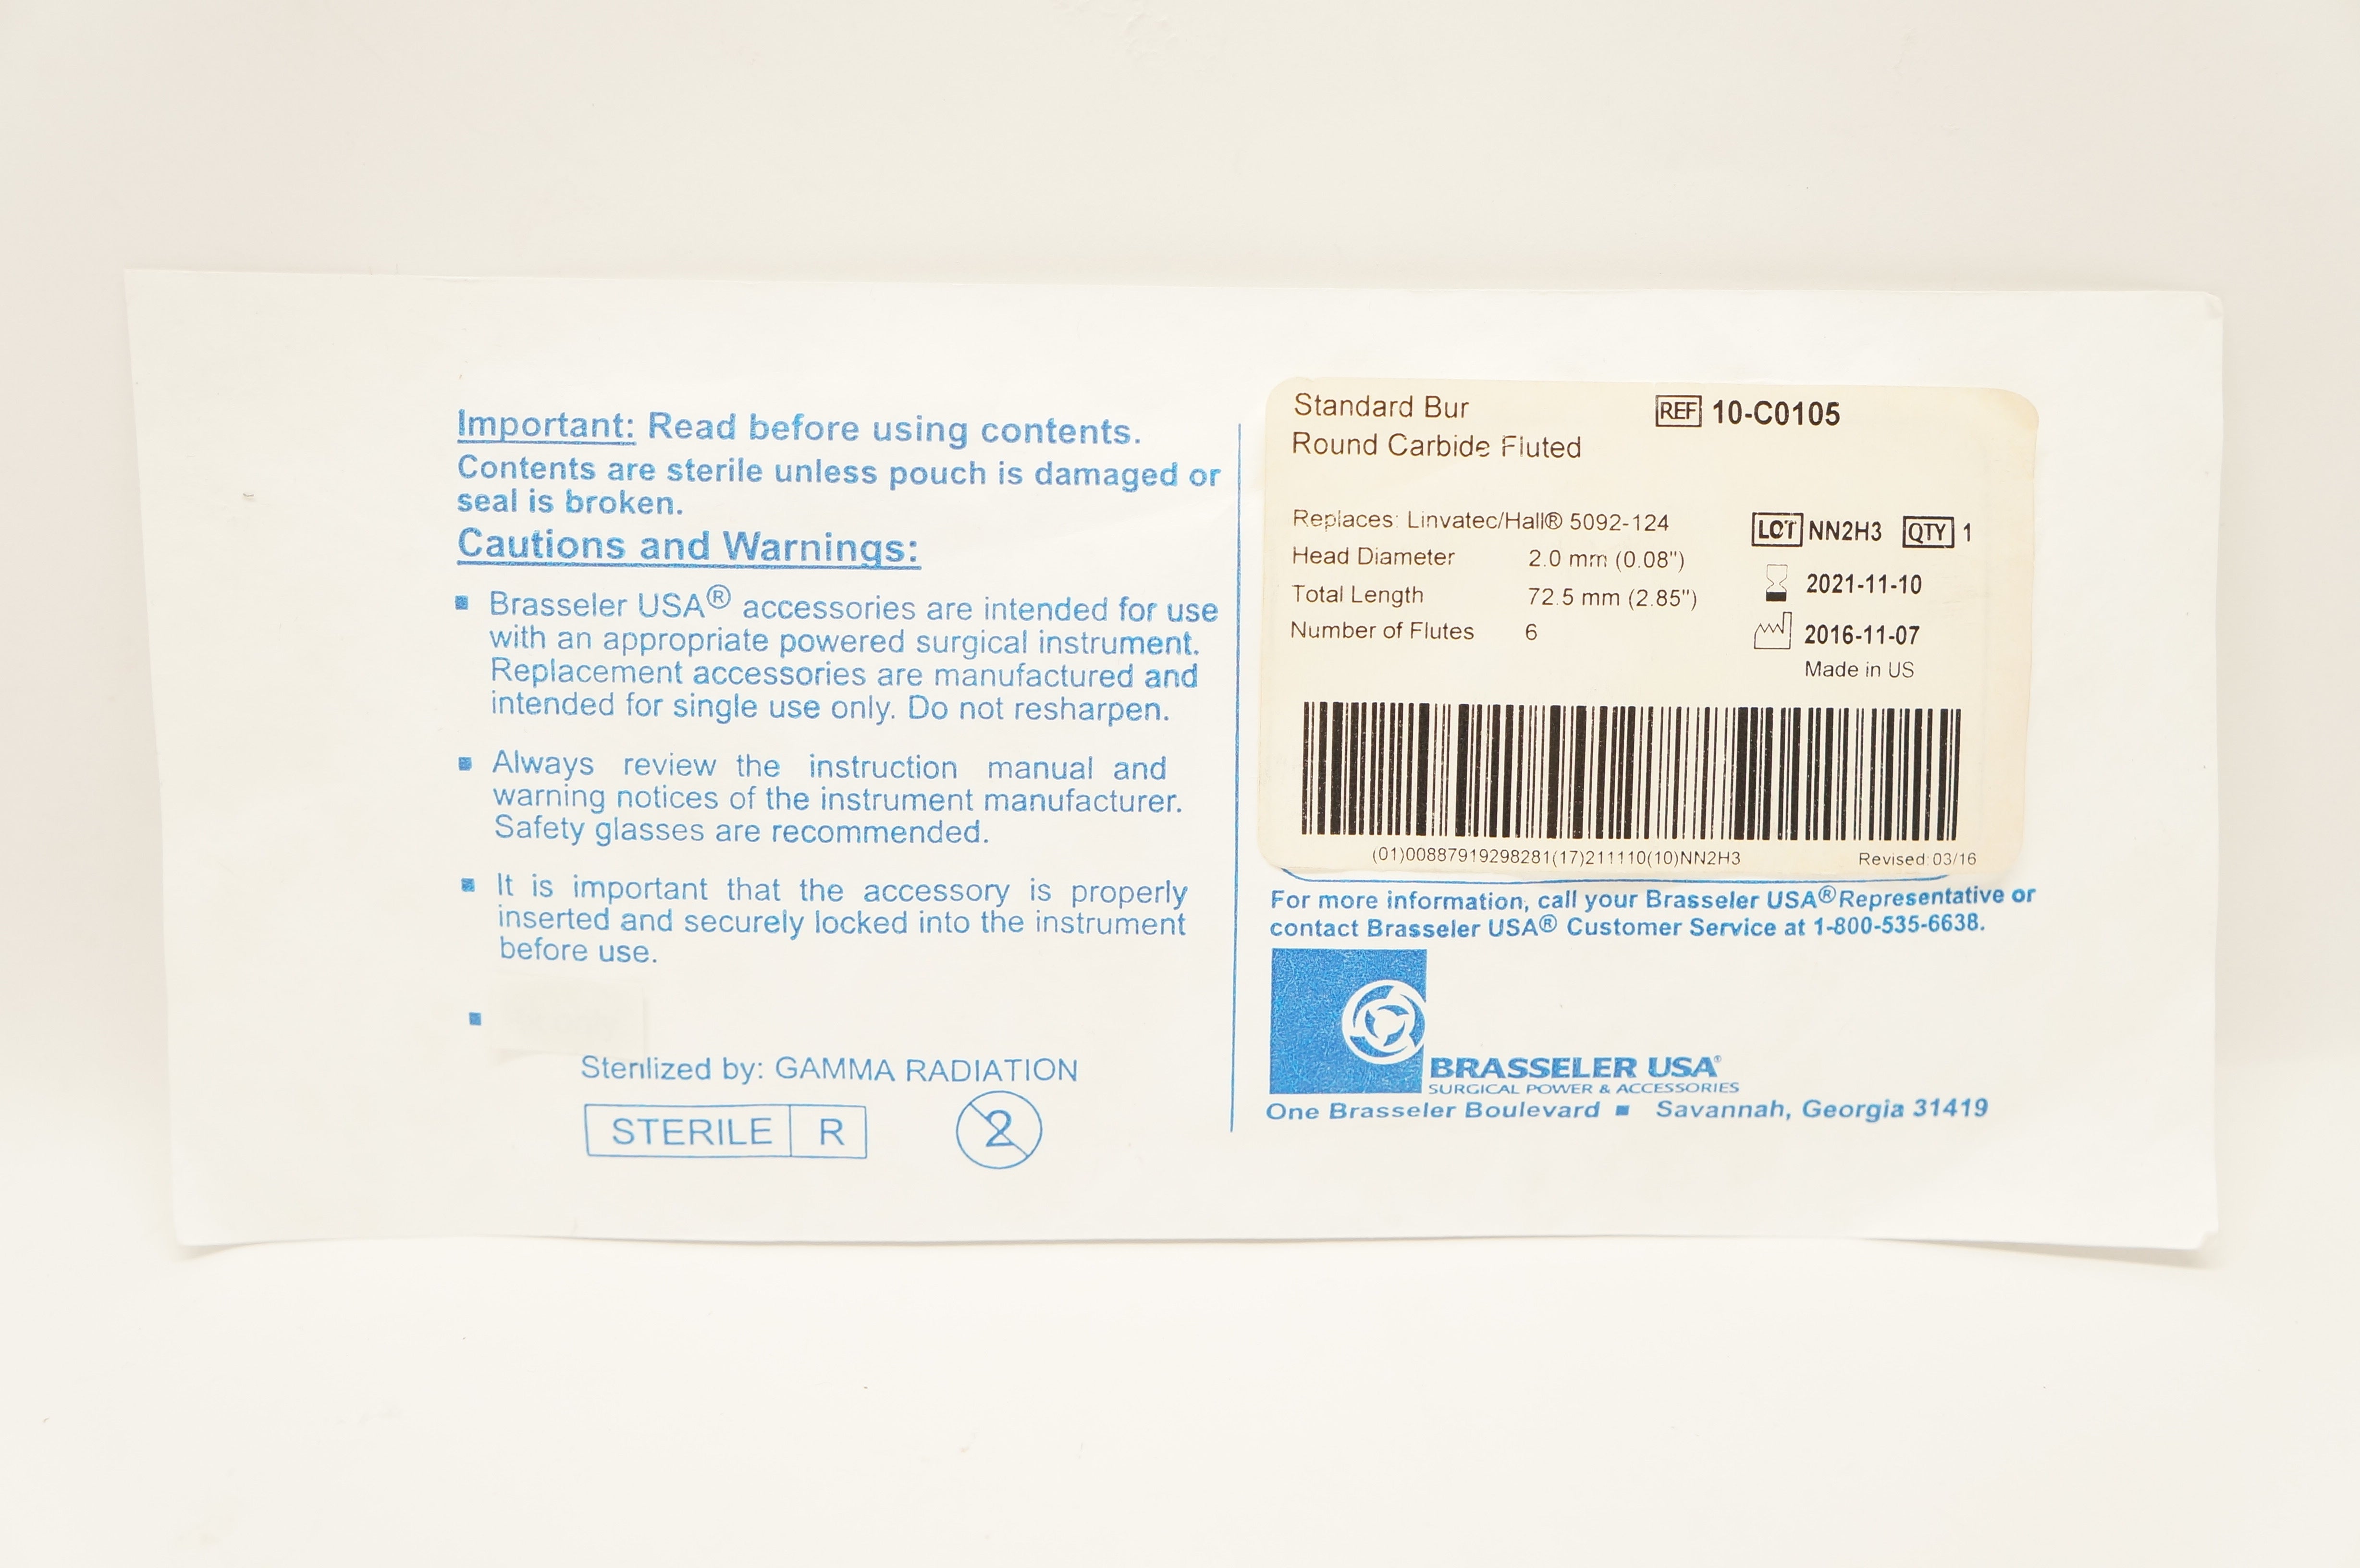 Important: Read before using contents.
Contents are sterile unless pouch is damaged or
seal is broken.
Cautions and Warnings:
▪ Brasseler USA® accessories are intended for use
with an appropriate powered surgical instrument.
Replacement accessories are manufactured and
intended for single use only. Do not resharpen.
▪ Always review the instruction manual and
warning notices of the instrument manufacturer.
Safety glasses are recommended.
▪ It is important that the accessory is properly
inserted and securely locked into the instrument
before use.
▪
Sterilized by: GAMMA RADIATION
STERILE R
2
Standard Bur
REF 10-C0105
Round Carbide Fluted
Replaces: Linvatec/Hall® 5092-124
Head Diameter 2.0 mm (0.08")
Total Length 72.5 mm (2.85")
Number of Flutes 6
LOT NN2H3 QTY 1
2021-11-10
2016-11-07
Made in US
(01)00887919298281(17)211110(10)NN2H3
Revised: 03/16
For more information, call your Brasseler USA® Representative or
contact Brasseler USA® Customer Service at 1-800-535-6638.
BRASSELER USA®
SURGICAL POWER & ACCESSORIES
One Brasseler Boulevard ▪ Savannah, Georgia 31419